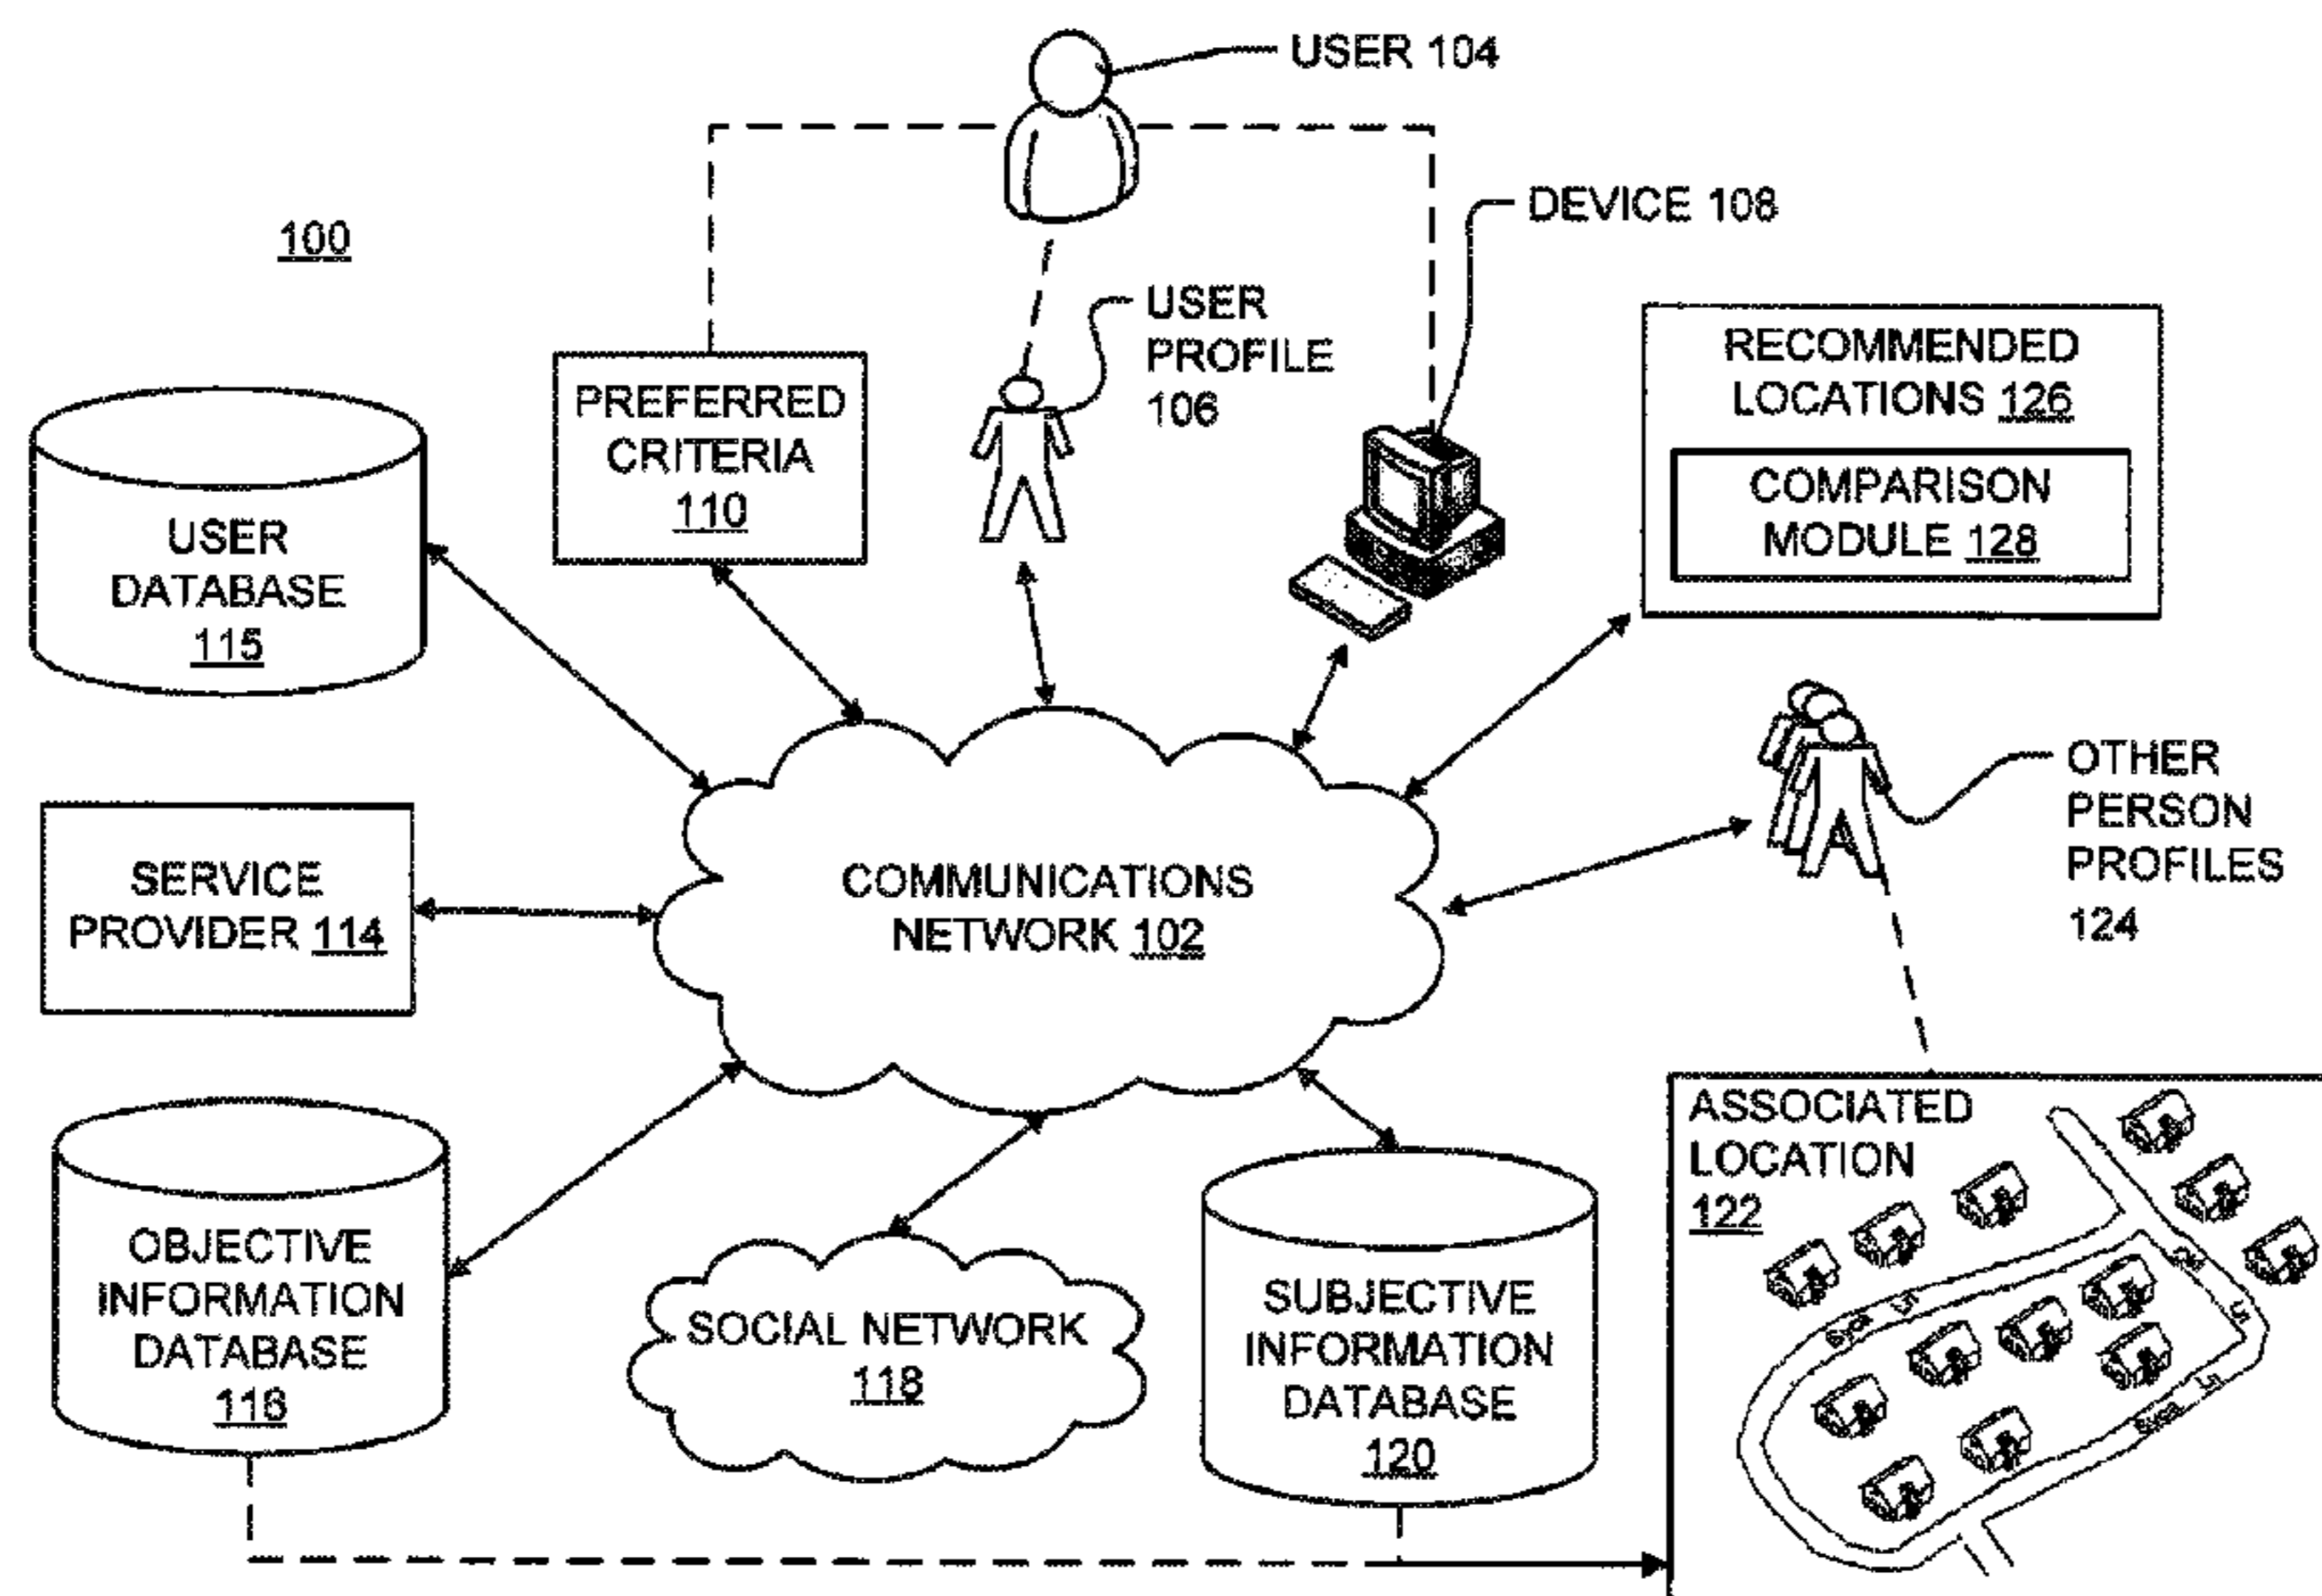 USER 104
DEVICE 108
100
USER
PROFILE
106
PREFERRED
CRITERIA
110
RECOMMENDED
LOCATIONS 126
COMPARISON
MODULE 128
USER
DATABASE
115
OTHER
PERSON
PROFILES
124
SERVICE
PROVIDER 114
COMMUNICATIONS
NETWORK 102
ASSOCIATED
LOCATION
122
OBJECTIVE
INFORMATION
DATABASE
116
SOCIAL NETWORK
118
SUBJECTIVE
INFORMATION
DATABASE
120